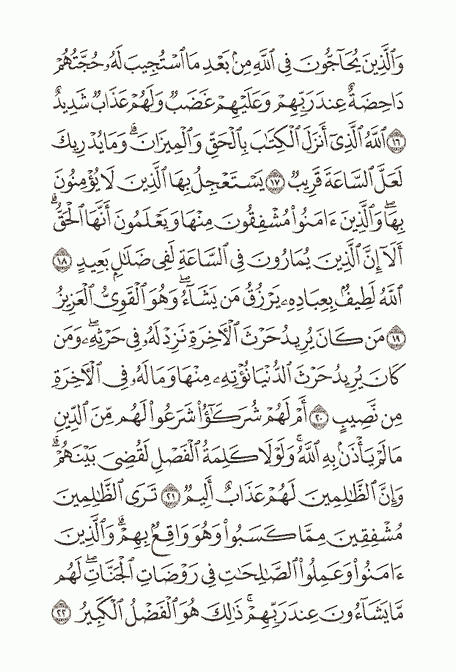 وَٱلَّذِينَ يُحَآجُّونَ فِى ٱللَّهِ مِنۢ بَعْدِ مَا ٱسْتُجِيبَ لَهُۥ حُجَّتُهُمْ
دَاحِضَةٌ عِندَ رَبِّهِمْ وَعَلَيْهِمْ غَضَبٌ وَلَهُمْ عَذَابٌ شَدِيدٌ
١٦ ٱللَّهُ ٱلَّذِىٓ أَنزَلَ ٱلْكِتَٰبَ بِٱلْحَقِّ وَٱلْمِيزَانَ ۗ وَمَا يُدْرِيكَ
لَعَلَّ ٱلسَّاعَةَ قَرِيبٌ ١٧ يَسْتَعْجِلُ بِهَا ٱلَّذِينَ لَا يُؤْمِنُونَ
بِهَا ۖ وَٱلَّذِينَ ءَامَنُوا۟ مُشْفِقُونَ مِنْهَا وَيَعْلَمُونَ أَنَّهَا ٱلْحَقُّ ۗ
أَلَآ إِنَّ ٱلَّذِينَ يُمَارُونَ فِى ٱلسَّاعَةِ لَفِى ضَلَٰلٍۭ بَعِيدٍ ١٨
ٱللَّهُ لَطِيفٌۢ بِعِبَادِهِۦ يَرْزُقُ مَن يَشَآءُ ۖ وَهُوَ ٱلْقَوِىُّ ٱلْعَزِيزُ
١٩ مَن كَانَ يُرِيدُ حَرْثَ ٱلْءَاخِرَةِ نَزِدْ لَهُۥ فِى حَرْثِهِۦ ۖ وَمَن
كَانَ يُرِيدُ حَرْثَ ٱلدُّنْيَا نُؤْتِهِۦ مِنْهَا وَمَا لَهُۥ فِى ٱلْءَاخِرَةِ
مِن نَّصِيبٍ ٢٠ أَمْ لَهُمْ شُرَكَٰٓؤُا۟ شَرَعُوا۟ لَهُم مِّنَ ٱلدِّينِ
مَا لَمْ يَأْذَنۢ بِهِ ٱللَّهُ ۚ وَلَوْلَا كَلِمَةُ ٱلْفَصْلِ لَقُضِىَ بَيْنَهُمْ ۗ
وَإِنَّ ٱلظَّٰلِمِينَ لَهُمْ عَذَابٌ أَلِيمٌ ٢١ تَرَى ٱلظَّٰلِمِينَ
مُشْفِقِينَ مِمَّا كَسَبُوا۟ وَهُوَ وَاقِعٌۢ بِهِمْ ۗ وَٱلَّذِينَ
ءَامَنُوا۟ وَعَمِلُوا۟ ٱلصَّٰلِحَٰتِ فِى رَوْضَاتِ ٱلْجَنَّاتِ ۖ لَهُم
مَّا يَشَآءُونَ عِندَ رَبِّهِمْ ۚ ذَٰلِكَ هُوَ ٱلْفَضْلُ ٱلْكَبِيرُ ٢٢